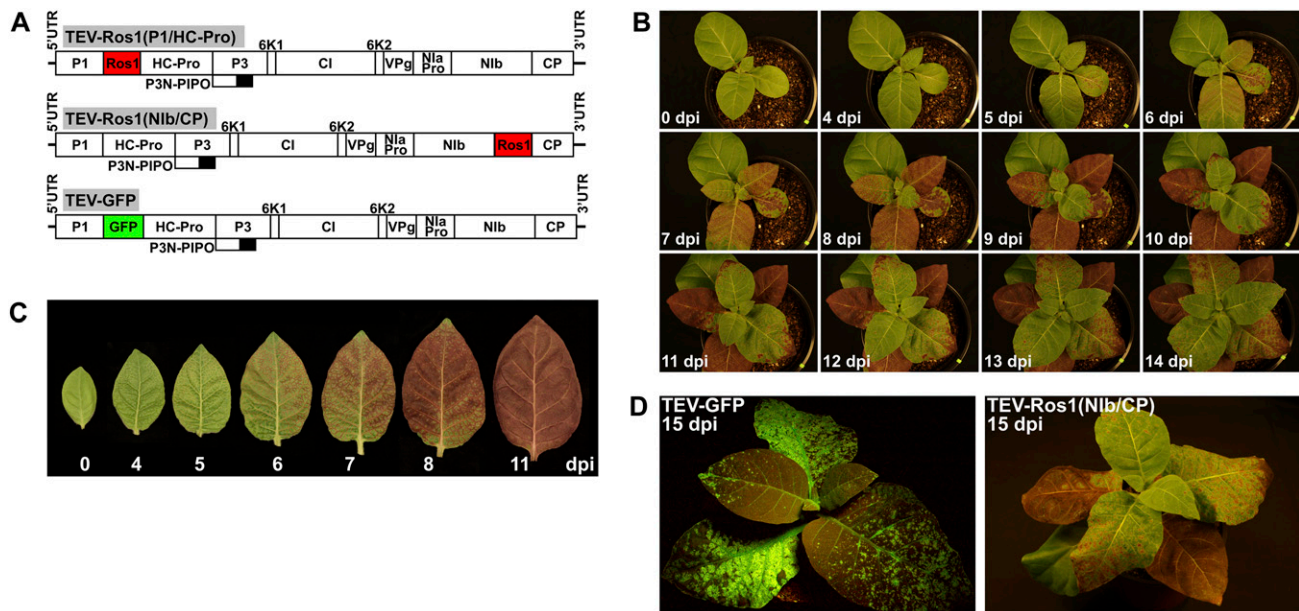 A
5'UTR
TEV-Ros1(P1/HC-Pro)
3'UTR
6K1
6K2
P1
Ros1
HC-Pro
P3
CI
VPg
NIa
Pro
NIb
CP
P3N-PIPO
5'UTR
TEV-Ros1(NIb/CP)
3'UTR
6K1
6K2
P1
HC-Pro
P3
CI
VPg
NIa
Pro
NIb
Ros1
CP
P3N-PIPO
5'UTR
TEV-GFP
3'UTR
6K1
6K2
P1
GFP
HC-Pro
P3
CI
VPg
NIa
Pro
NIb
CP
P3N-PIPO
B
0 dpi
4 dpi
5 dpi
6 dpi
7 dpi
8 dpi
9 dpi
10 dpi
11 dpi
12 dpi
13 dpi
14 dpi
C
0 4 5 6 7 8 11 dpi
D
TEV-GFP
15 dpi
TEV-Ros1(NIb/CP)
15 dpi